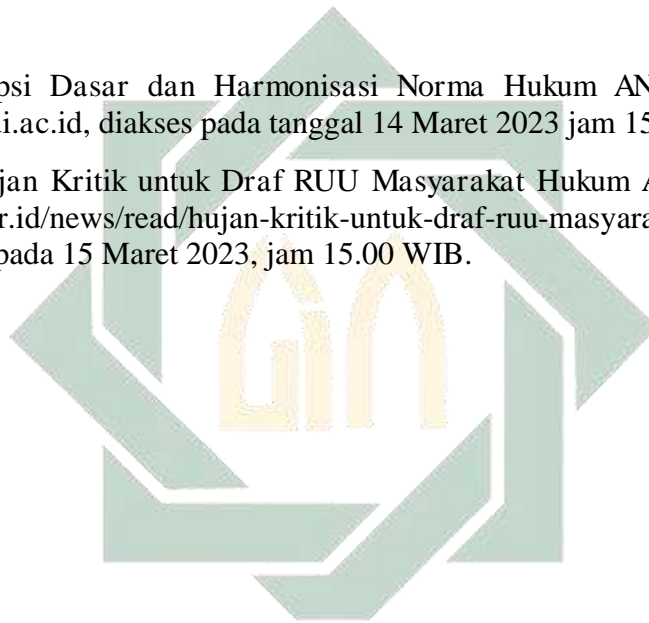 psi Dasar dan Harmonisasi Norma Hukum AN
i.ac.id, diakses pada tanggal 14 Maret 2023 jam 15
jan Kritik untuk Draf RUU Masyarakat Hukum A
r.id/news/read/hujan-kritik-untuk-draf-ruu-masyara
pada 15 Maret 2023, jam 15.00 WIB.